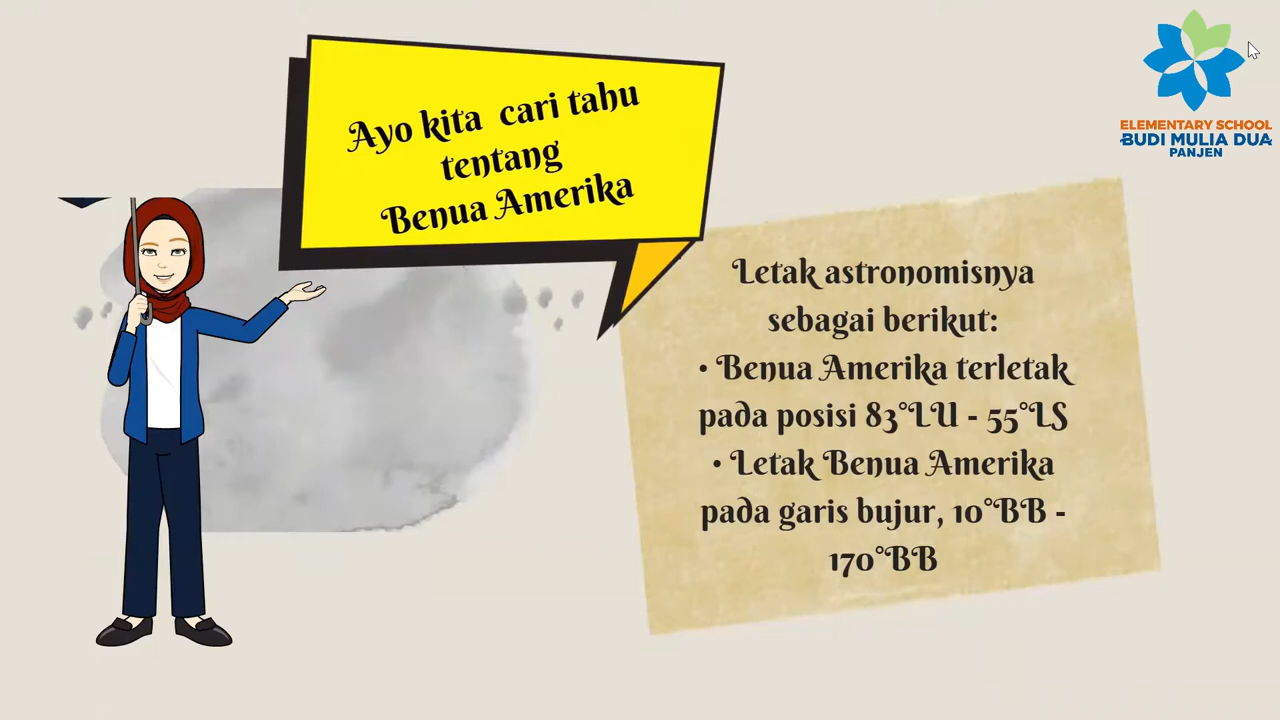 Ayo kita cari tahu
tentang
Benua Amerika
ELEMENTARY SCHOOL
BUDI MULIA DUA
PANJEN
Letak astronomisnya
sebagai berikut:
• Benua Amerika terletak
pada posisi 83°LU - 55°LS
• Letak Benua Amerika
pada garis bujur, 10°BB -
170°BB